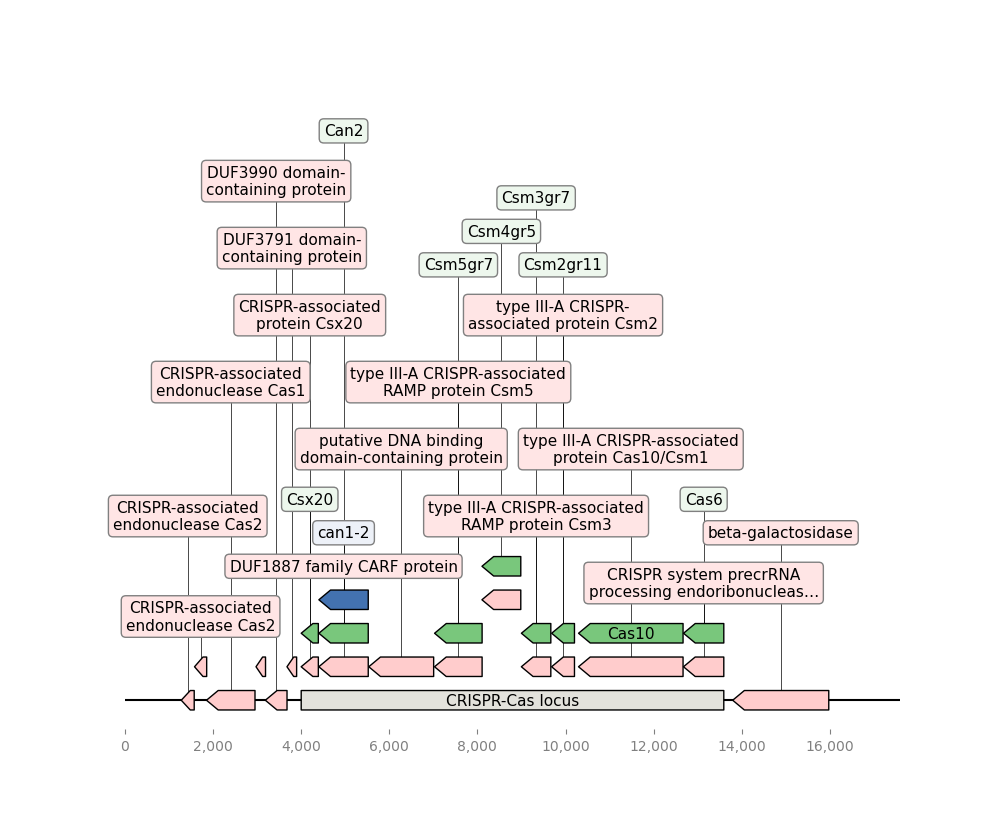 Can2
DUF3990 domain-
containing protein
Csm3gr7
Csm4gr5
DUF3791 domain-
containing protein
Csm5gr7
Csm2gr11
CRISPR-associated
protein Csx20
type III-A CRISPR-
associated protein Csm2
CRISPR-associated
endonuclease Cas1
type III-A CRISPR-associated
RAMP protein Csm5
putative DNA binding
domain-containing protein
type III-A CRISPR-associated
protein Cas10/Csm1
CRISPR-associated
endonuclease Cas2
Csx20
type III-A CRISPR-associated
RAMP protein Csm3
Cas6
can1-2
beta-galactosidase
DUF1887 family CARF protein
CRISPR system precrRNA
processing endoribonucleas…
CRISPR-associated
endonuclease Cas2
Cas10
CRISPR-Cas locus
0 2,000 4,000 6,000 8,000 10,000 12,000 14,000 16,000